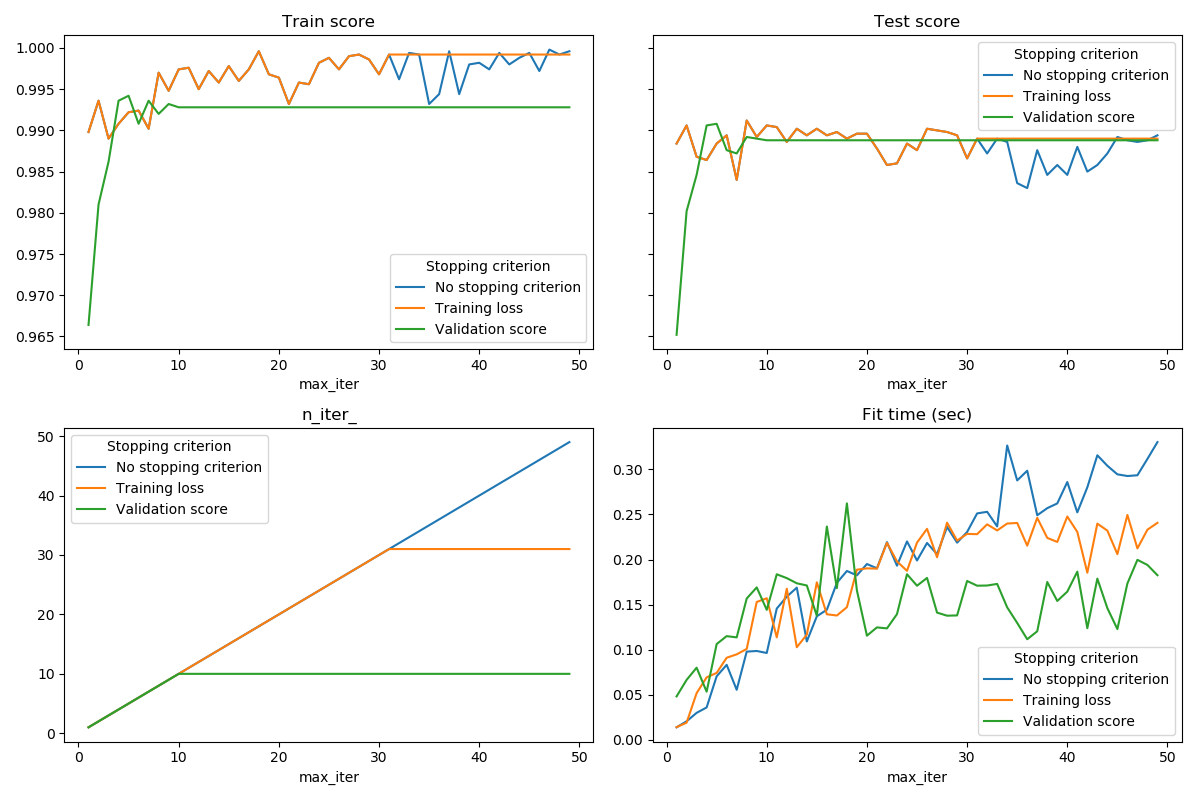 Train score
1.000
0.995
0.990
0.985
0.980
0.975
0.970
0.965
Stopping criterion
No stopping criterion
Training loss
Validation score
0 10 20 30 40 50
max_iter
Test score
Stopping criterion
No stopping criterion
Training loss
Validation score
0 10 20 30 40 50
max_iter
n_iter_
50
40
30
20
10
0
Stopping criterion
No stopping criterion
Training loss
Validation score
0 10 20 30 40 50
max_iter
Fit time (sec)
0.30
0.25
0.20
0.15
0.10
0.05
0.00
Stopping criterion
No stopping criterion
Training loss
Validation score
0 10 20 30 40 50
max_iter